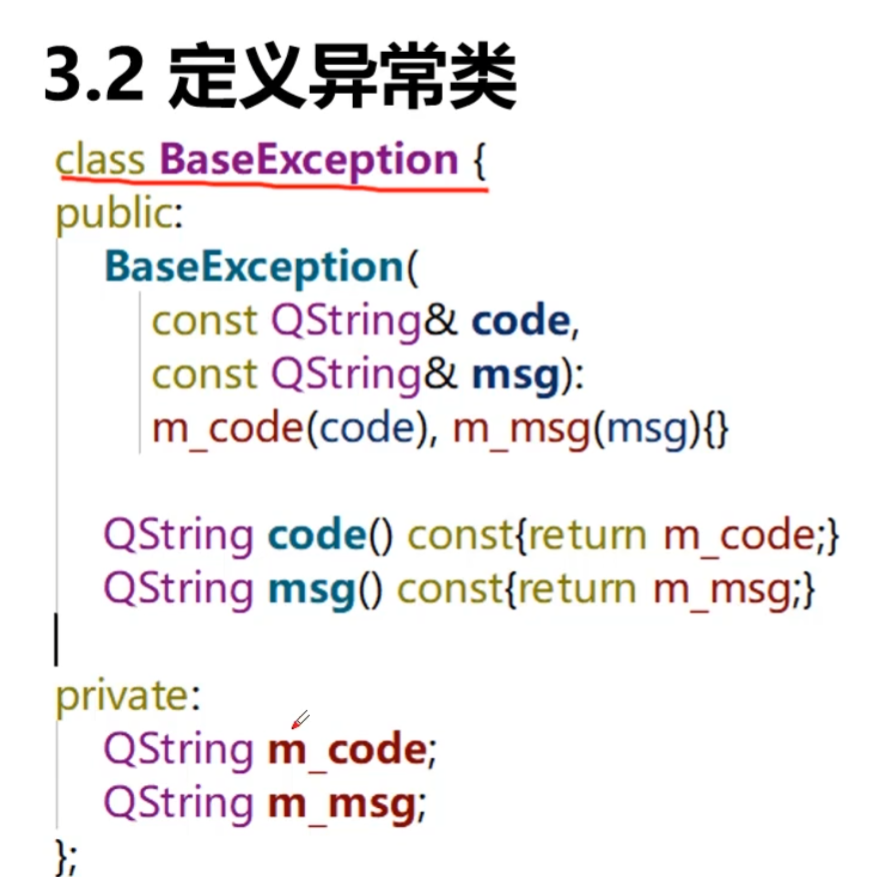 3.2 定义异常类
class BaseException {
public:
BaseException(
const QString& code,
const QString& msg):
m_code(code), m_msg(msg){}
QString code() const{return m_code;}
QString msg() const{return m_msg;}
private:
QString m_code;
QString m_msg;
};